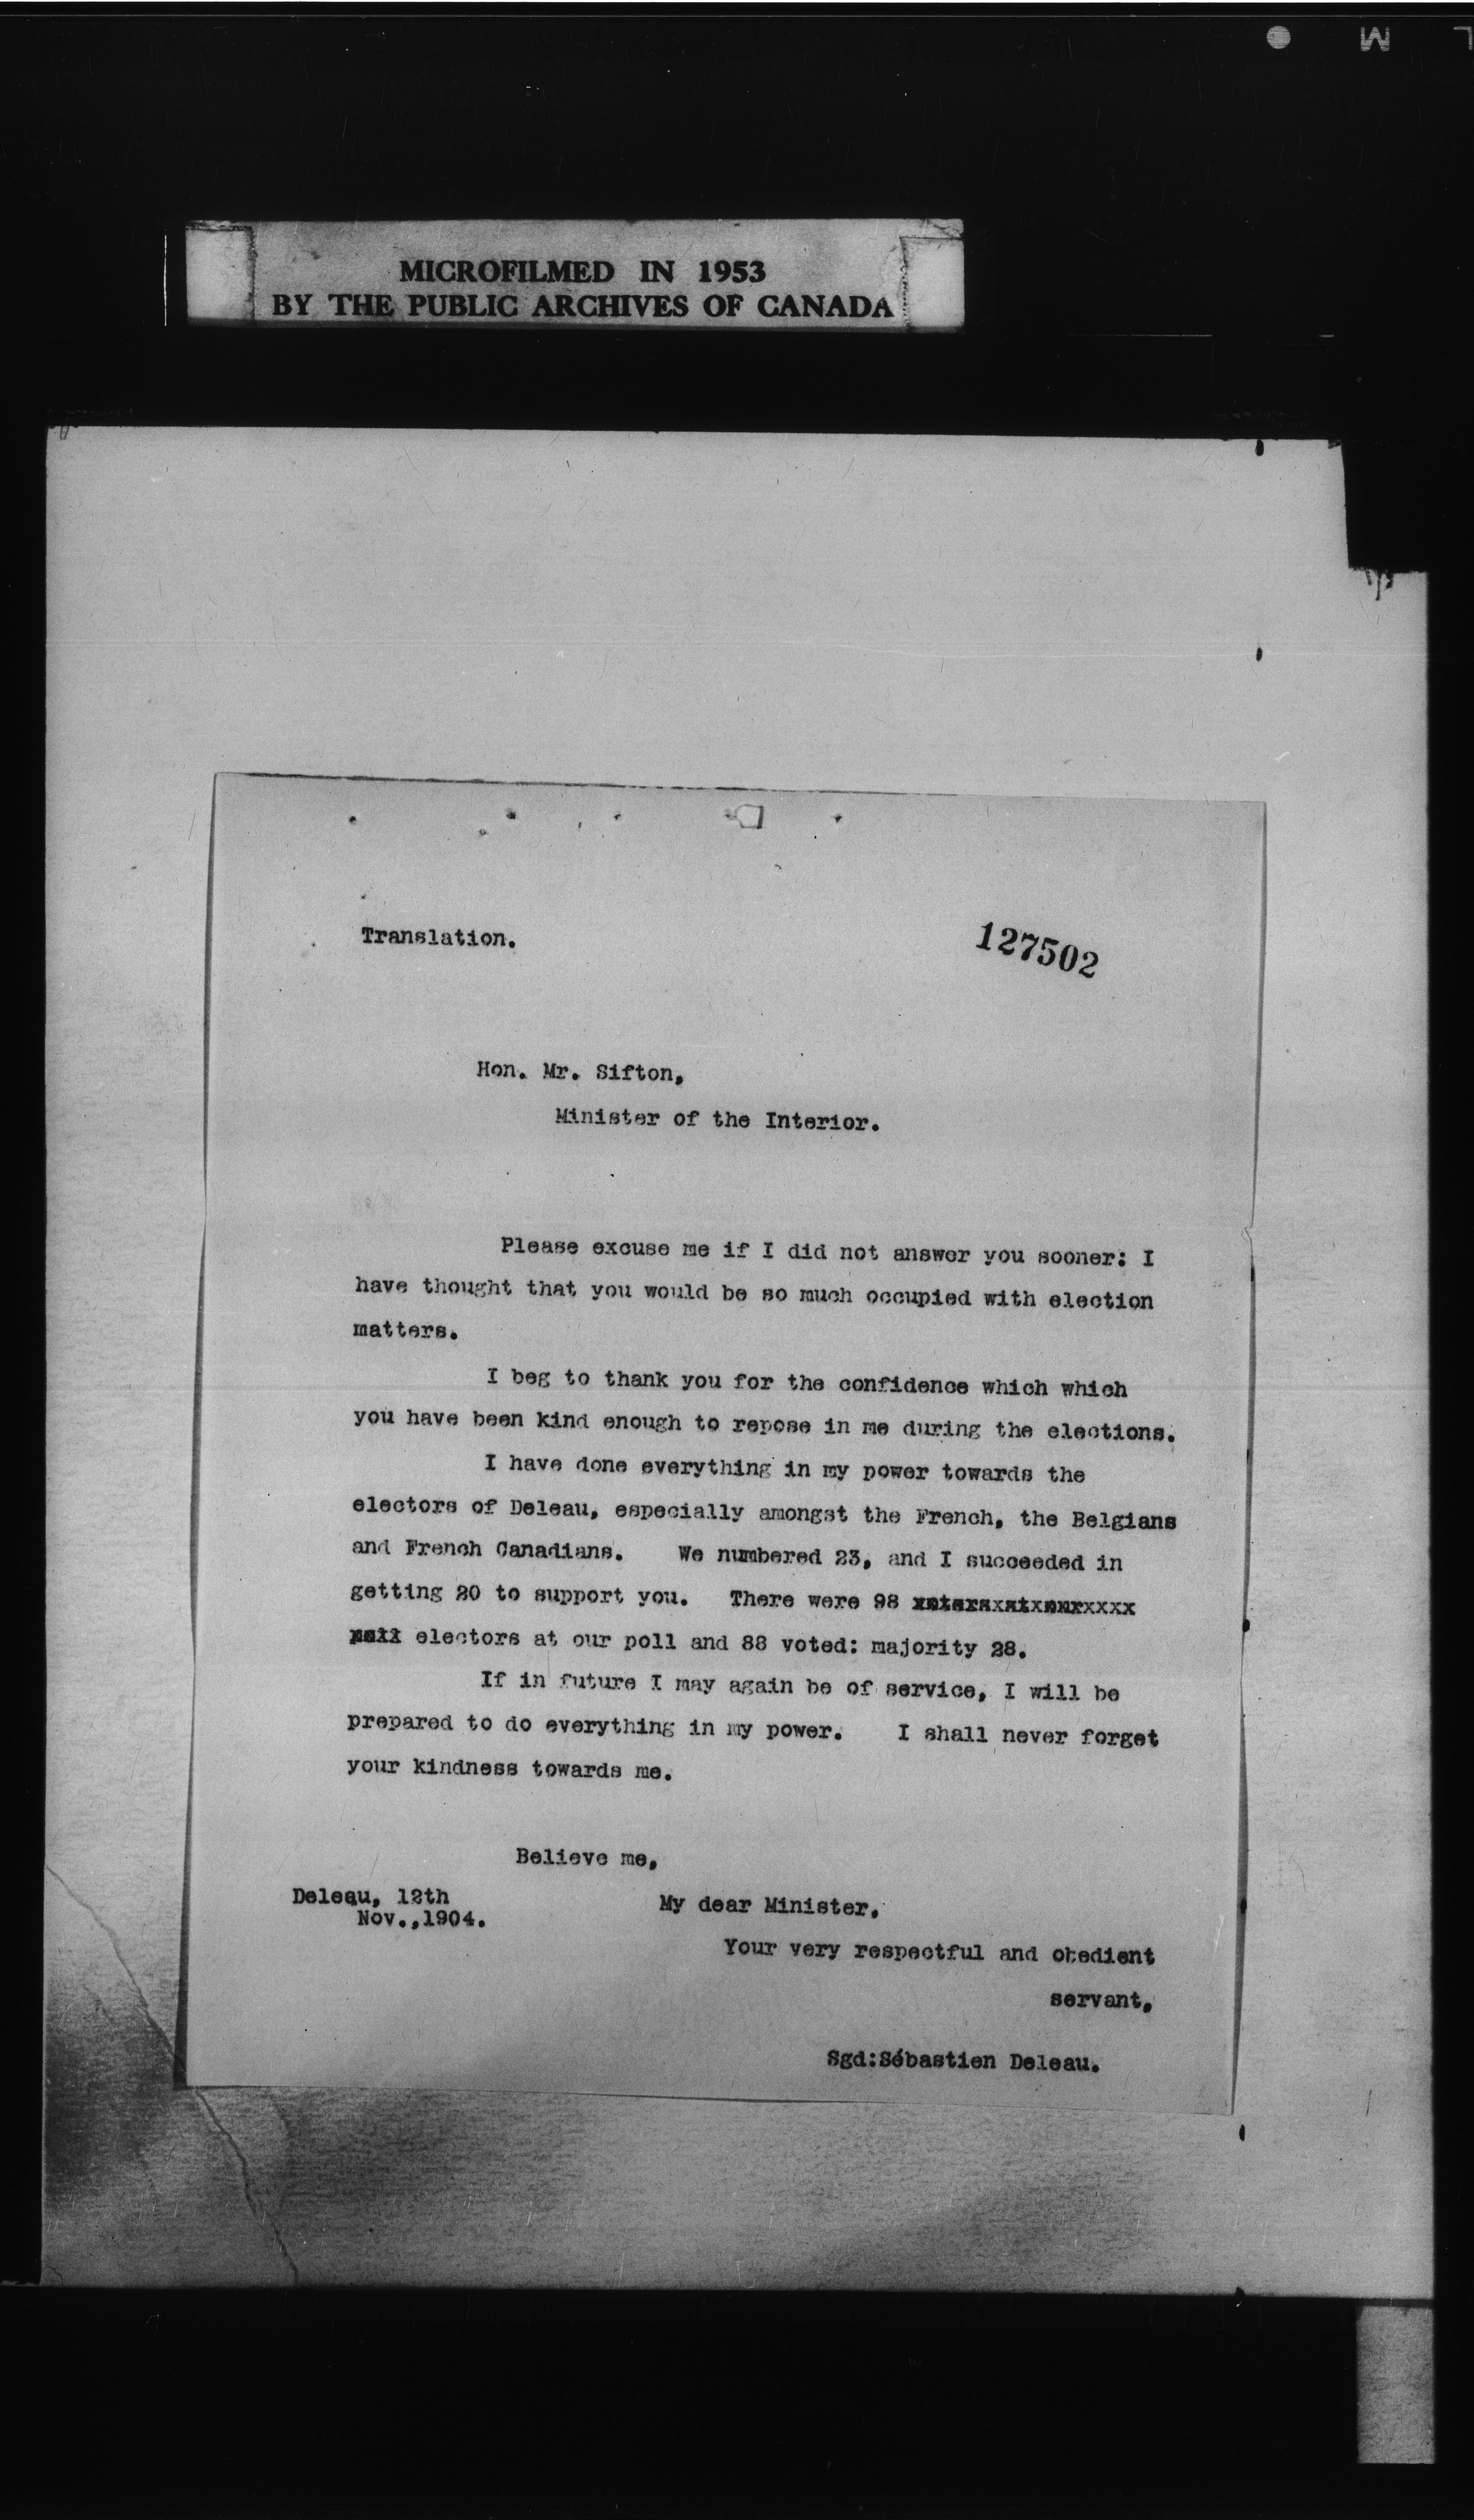 MICROFILMED IN 1953
BY THE PUBLIC ARCHIVES OF CANADA
Translation.
127502
Hon. Mr. Sifton,
Minister of the Interior.
Please excuse me if I did not answer you sooner: I
have thought that you would be so much occupied with election
matters.
I beg to thank you for the confidence which which
you have been kind enough to repose in me during the elections.
I have done everything in my power towards the
electors of Deleau, especially amongst the French, the Belgians
and French Canadians. We numbered 23, and I succeeded in
getting 20 to support you. There were 98
electors at our poll and 88 voted: majority 28.
If in future I may again be of service, I will be
prepared to do everything in my power. I shall never forget
your kindness towards me.
Believe me,
Deleau, 12th
Nov.,1904.
My dear Minister,
Your very respectful and obedient
servant,
Sgd:Sébastien Deleau.